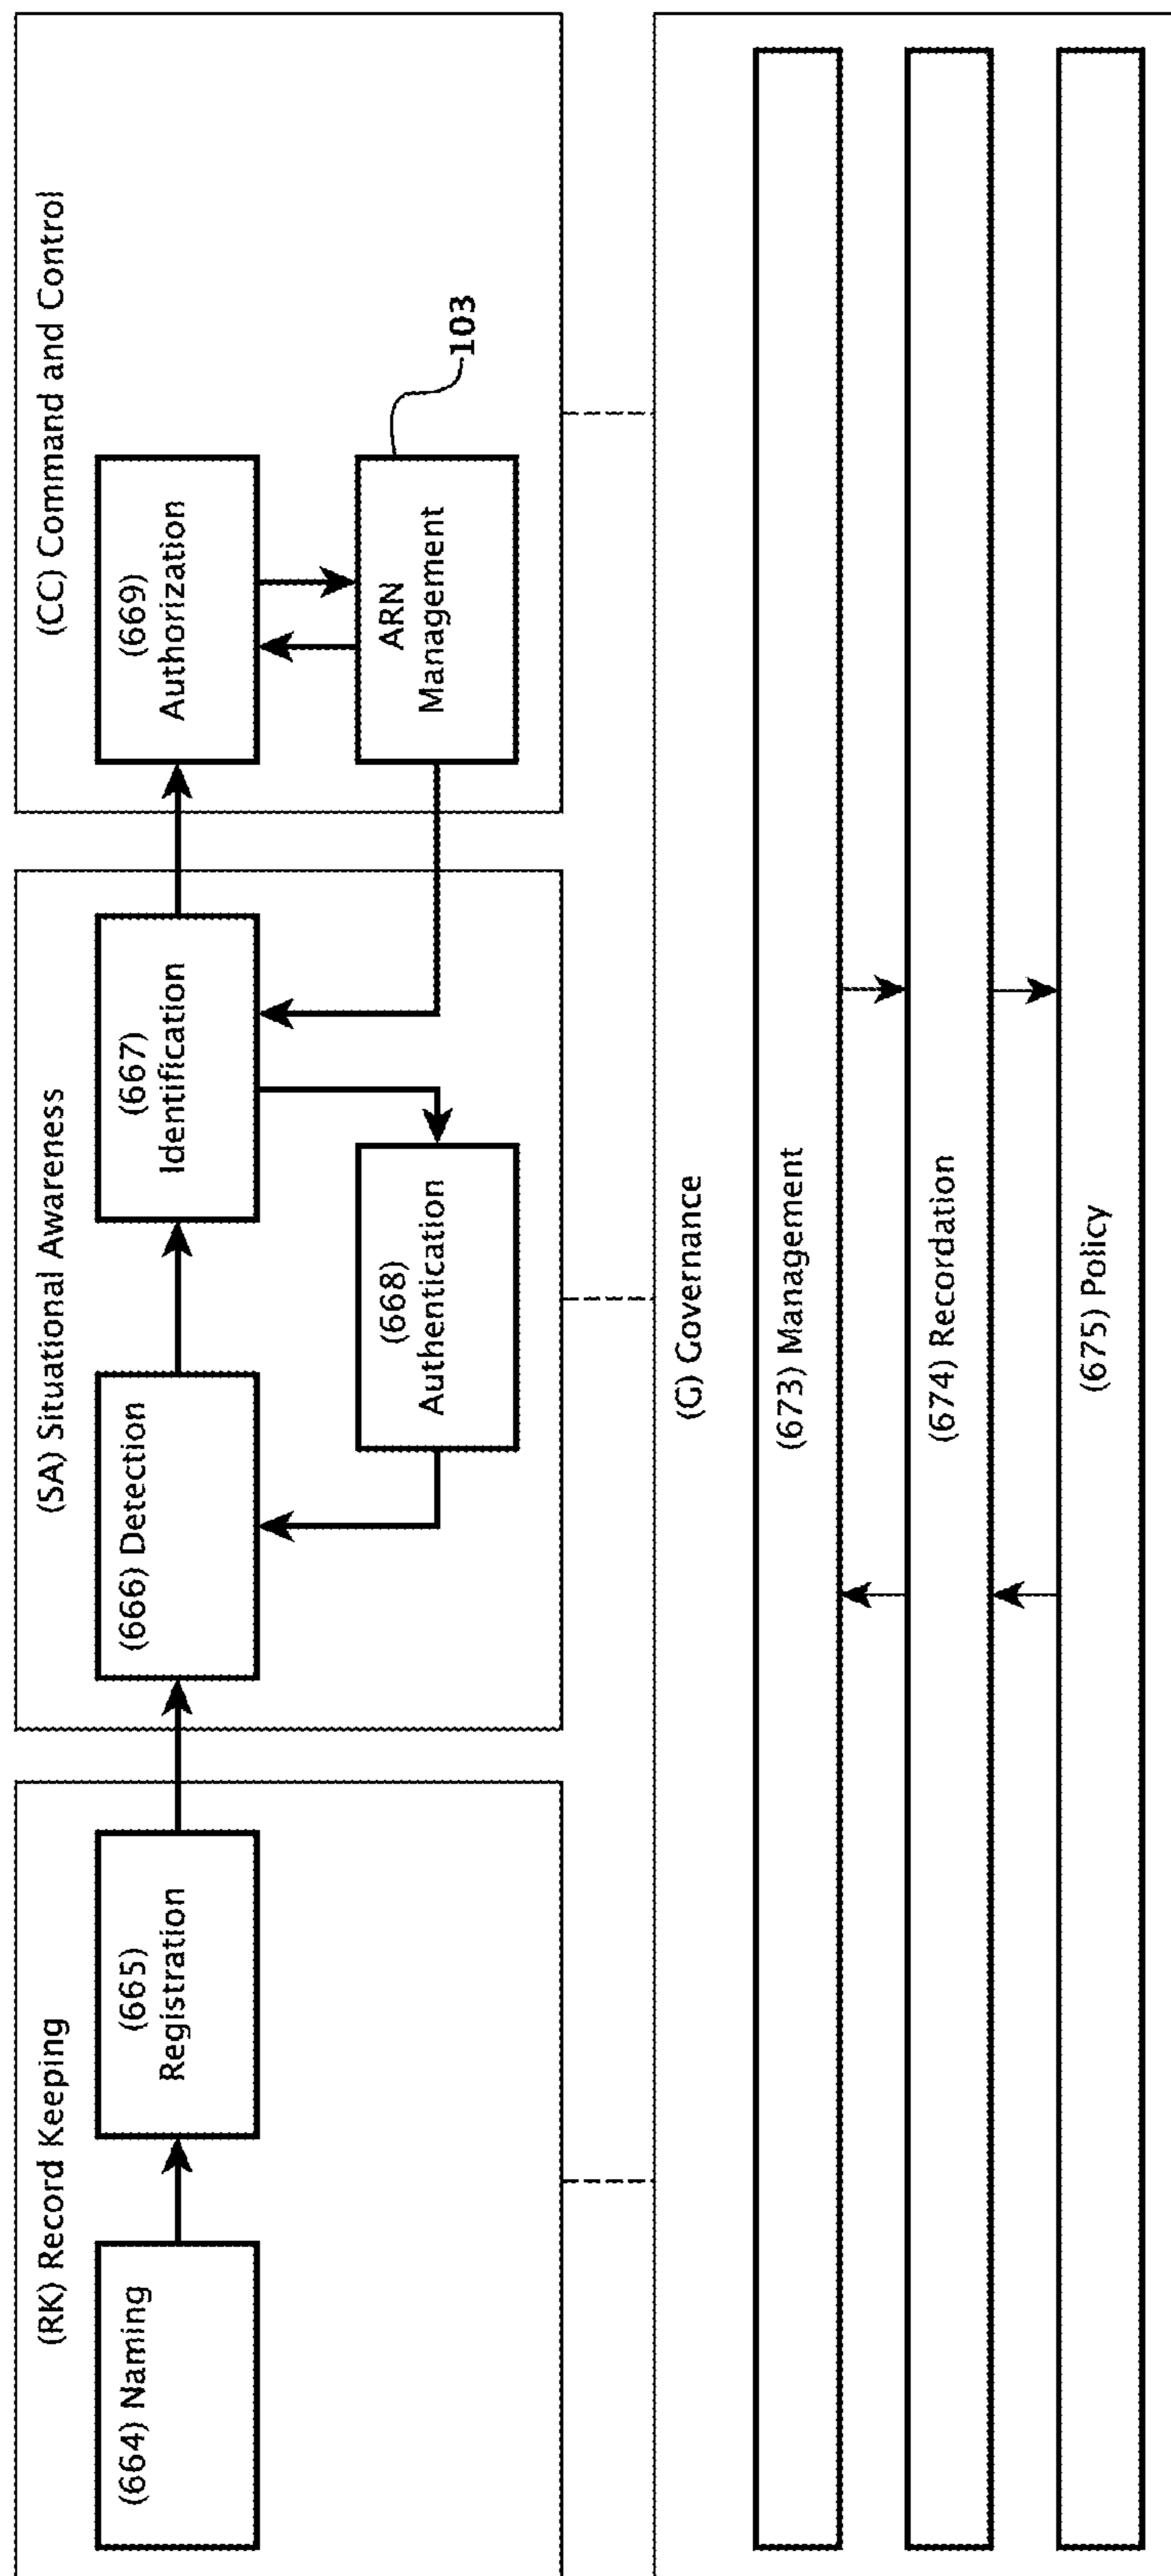 (RK) Record Keeping
(664) Naming
(665)
Registration
(SA) Situational Awareness
(666) Detection
(667)
Identification
(668)
Authentication
(CC) Command and Control
(669)
Authorization
ARN
Management
103
(G) Governance
(673) Management
(674) Recordation
(675) Policy